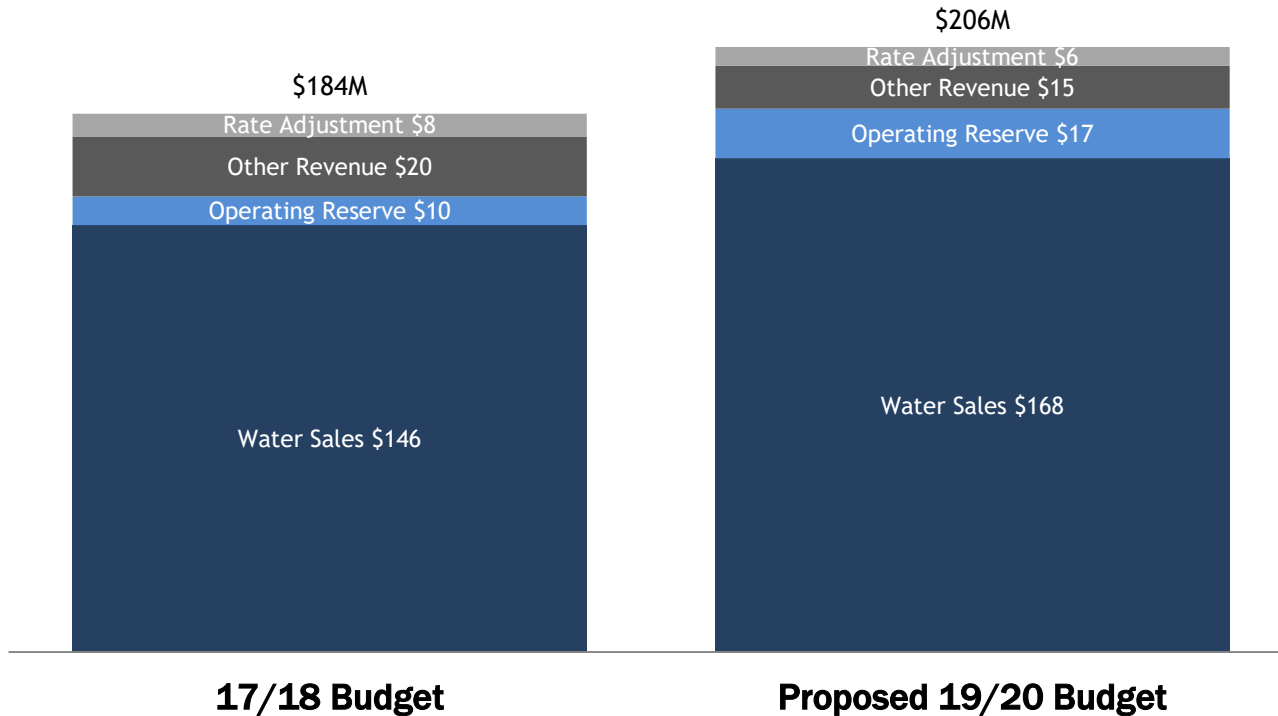 $184M
Rate Adjustment $8
Other Revenue $20
Operating Reserve $10
Water Sales $146
17/18 Budget
$206M
Rate Adjustment $6
Other Revenue $15
Operating Reserve $17
Water Sales $168
Proposed 19/20 Budget